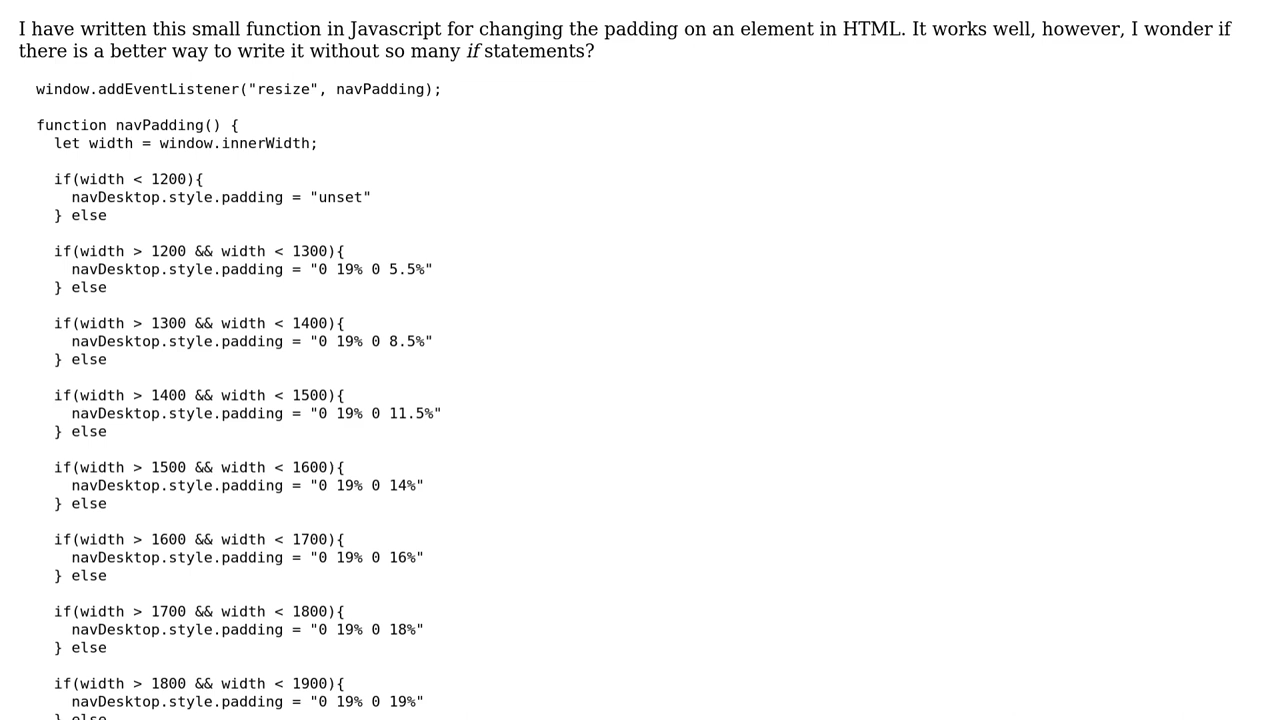 I have written this small function in Javascript for changing the padding on an element in HTML. It works well, however, I wonder if
there is a better way to write it without so many if statements?
window.addEventListener("resize", navPadding);
function navPadding() {
let width = window.innerWidth;
if(width < 1200){
navDesktop.style.padding = "unset"
} else
if(width > 1200 && width < 1300){
navDesktop.style.padding = "0 19% 0 5.5%"
} else
if(width > 1300 && width < 1400){
navDesktop.style.padding = "0 19% 0 8.5%"
} else
if(width > 1400 && width < 1500){
navDesktop.style.padding = "0 19% 0 11.5%"
} else
if(width > 1500 && width < 1600){
navDesktop.style.padding = "0 19% 0 14%"
} else
if(width > 1600 && width < 1700){
navDesktop.style.padding = "0 19% 0 16%"
} else
if(width > 1700 && width < 1800){
navDesktop.style.padding = "0 19% 0 18%"
} else
if(width > 1800 && width < 1900){
navDesktop.style.padding = "0 19% 0 19%"
} else